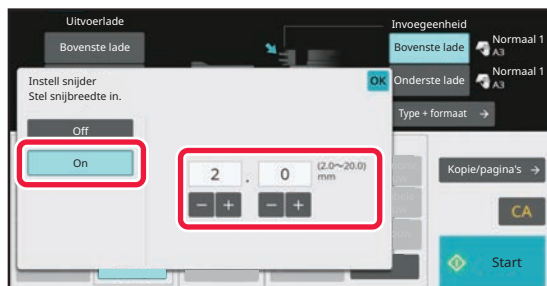 Uitvoerlade
Bovenste lade
Invoegeenheid
Bovenste lade
Normaal 1
A3
Onderste lade
Normaal 1
A3
Type + formaat
Instell snijder
Stel snijbreedte in.
OK
Off
On
2 . 0 (2.0~20.0)
mm
− + − +
Kopie/pagina's
CA
Start